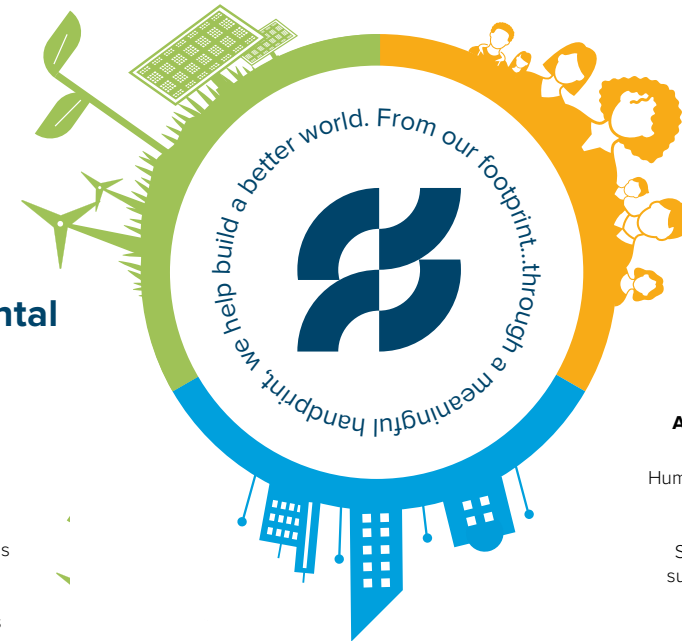 From our footprint...through a meaningful handprint, we help build a better world.
ntal
s
s
A
Hum
S
su